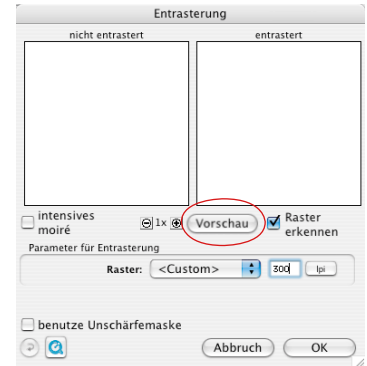 Entrasterung
nicht entrastert entrastert
intensives moiré 1x Vorschau Raster erkennen
Parameter für Entrasterung
Raster: <Custom> 300 lpi
benutze Unschärfemaske
Abbruch OK